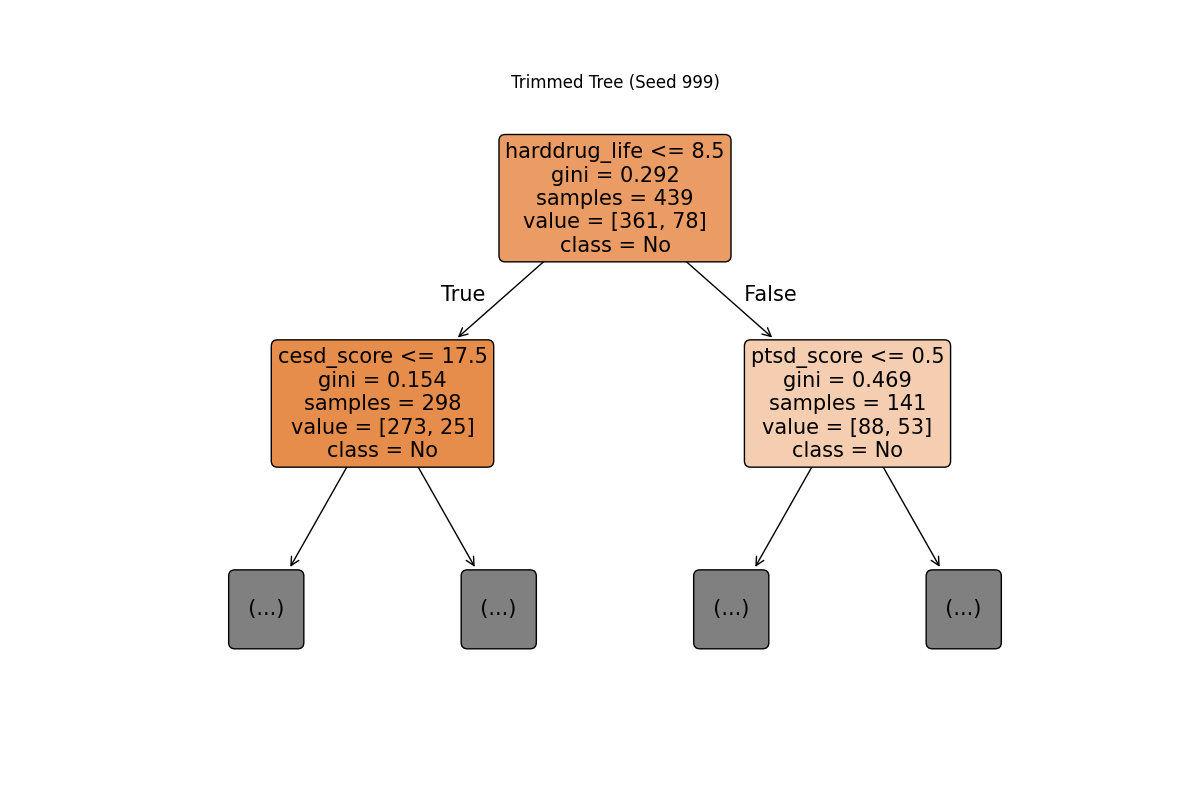 Trimmed Tree (Seed 999)
harddrug_life <= 8.5
gini = 0.292
samples = 439
value = [361, 78]
class = No
True
False
cesd_score <= 17.5
gini = 0.154
samples = 298
value = [273, 25]
class = No
ptsd_score <= 0.5
gini = 0.469
samples = 141
value = [88, 53]
class = No
(...)
(...)
(...)
(...)